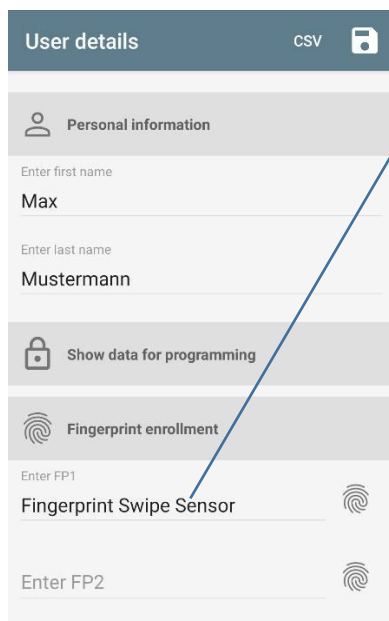 User details CSV
Personal information
Enter first name
Max
Enter last name
Mustermann
Show data for programming
Fingerprint enrollment
Enter FP1
Fingerprint Swipe Sensor
Enter FP2